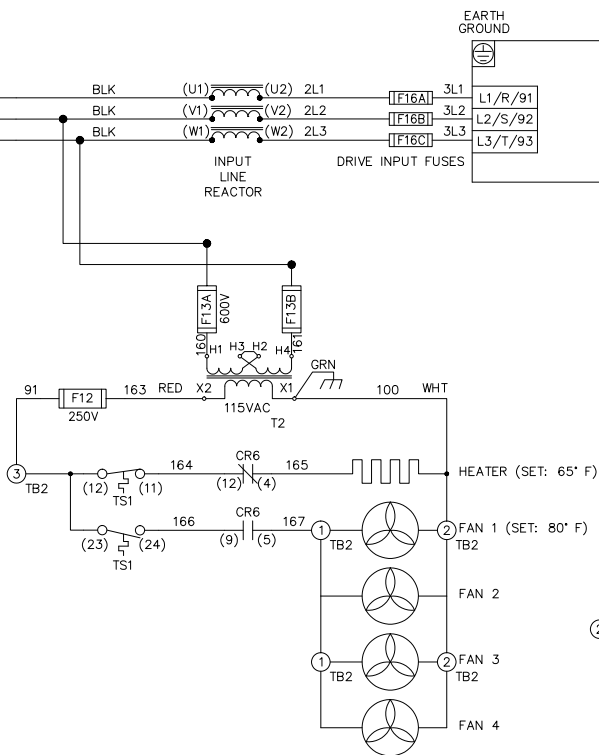 EARTH
GROUND
BLK (U1) (U2) 2L1 F16A 3L1 L1/R/91
BLK (V1) (V2) 2L2 F16B 3L2 L2/S/92
BLK (W1) (W2) 2L3 F16C 3L3 L3/T/93
INPUT
LINE
REACTOR
DRIVE INPUT FUSES
F13A
600V
F13B
160
161
H1 H3 H2 H4
GRN
91 F12 163 RED X2 X1 100 WHT
250V
115VAC
T2
3
TB2
164 CR6 165 HEATER (SET: 65° F)
(12) (11) (12) (4)
TS1
166 CR6 167 1 2 FAN 1 (SET: 80° F)
(23) (24) (9) (5) TB2 TB2
TS1
FAN 2
2
1 2 FAN 3
TB2 TB2
FAN 4